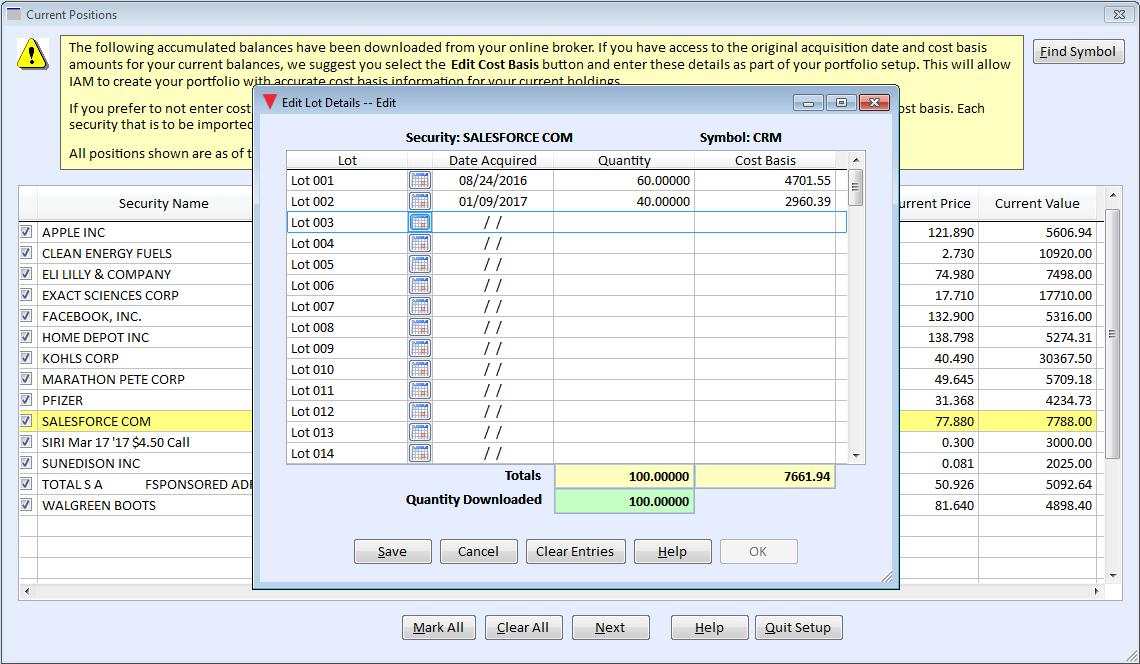 Current Positions
The following accumulated balances have been downloaded from your online broker. If you have access to the original acquisition date and cost basis
amounts for your current balances, we suggest you select the Edit Cost Basis button and enter these details as part of your portfolio setup. This will allow
IAM to create your portfolio with accurate cost basis information for your current holdings.
If you prefer to not enter cost
ost basis. Each
security that is to be imported
All positions shown are as of t
Find Symbol
Edit Lot Details -- Edit
Security: SALESFORCE COM Symbol: CRM
Lot Date Acquired Quantity Cost Basis
Lot 001 08/24/2016 60.00000 4701.55
Lot 002 01/09/2017 40.00000 2960.39
Lot 003 / /
Lot 004 / /
Lot 005 / /
Lot 006 / /
Lot 007 / /
Lot 008 / /
Lot 009 / /
Lot 010 / /
Lot 011 / /
Lot 012 / /
Lot 013 / /
Lot 014 / /
Totals 100.00000 7661.94
Quantity Downloaded 100.00000
Save Cancel Clear Entries Help OK
Security Name urrent Price Current Value
APPLE INC 121.890 5606.94
CLEAN ENERGY FUELS 2.730 10920.00
ELI LILLY & COMPANY 74.980 7498.00
EXACT SCIENCES CORP 17.710 17710.00
FACEBOOK, INC. 132.900 5316.00
HOME DEPOT INC 138.798 5274.31
KOHLS CORP 40.490 30367.50
MARATHON PETE CORP 49.645 5709.18
PFIZER 31.368 4234.73
SALESFORCE COM 77.880 7788.00
SIRI Mar 17 '17 $4.50 Call 0.300 3000.00
SUNEDISON INC 0.081 2025.00
TOTAL S A FSPONSORED ADR 50.926 5092.64
WALGREEN BOOTS 81.640 4898.40
Mark All Clear All Next Help Quit Setup